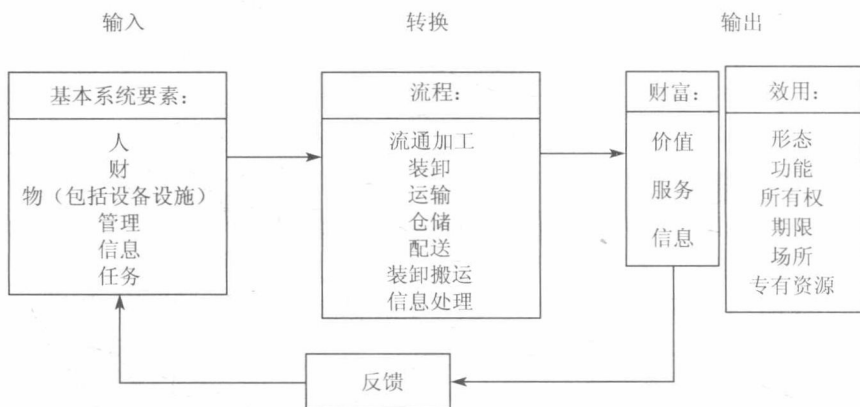 输入
转换
输出
基本系统要素：
人
财
物（包括设备设施）
管理
信息
任务
流程：
流通加工
装卸
运输
仓储
配送
装卸搬运
信息处理
财富：
价值
服务
信息
效用：
形态
功能
所有权
期限
场所
专有资源
反馈